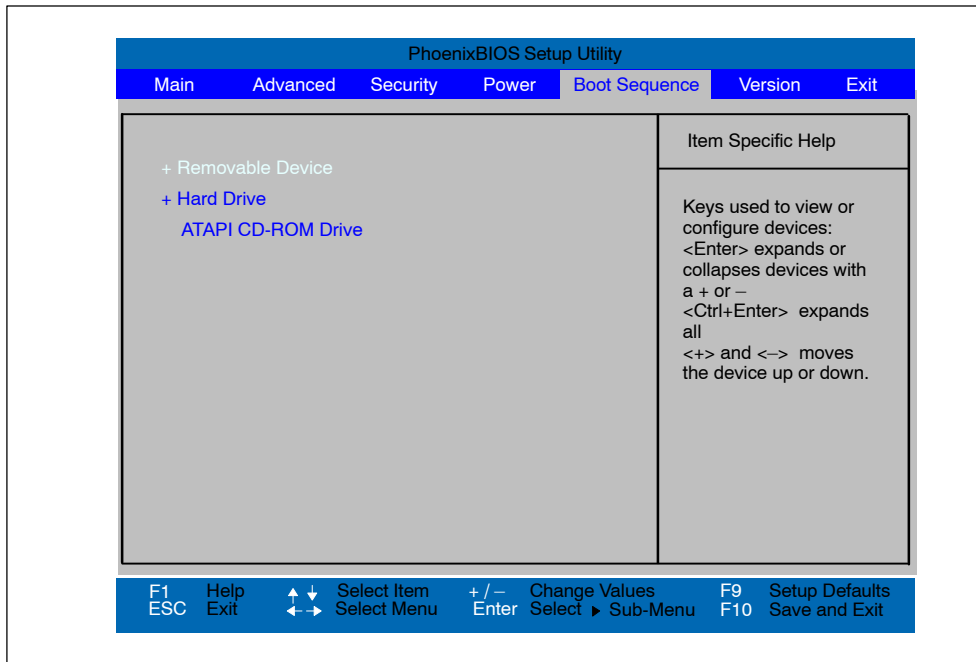 PhoenixBIOS Setup Utility
Main Advanced Security Power Boot Sequence Version Exit
+ Removable Device
+ Hard Drive
ATAPI CD-ROM Drive
Item Specific Help
Keys used to view or
configure devices:
<Enter> expands or
collapses devices with
a + or –
<Ctrl+Enter> expands
all
<+> and <–> moves
the device up or down.
F1 Help ↑ ↓ Select Item + / – Change Values F9 Setup Defaults
ESC Exit ← → Select Menu Enter Select ▶ Sub-Menu F10 Save and Exit